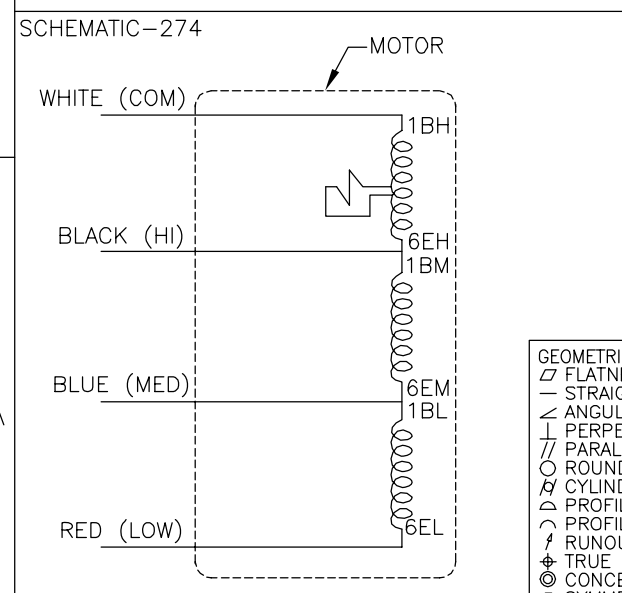 SCHEMATIC-274
MOTOR
WHITE (COM)
1BH
BLACK (HI)
6EH
1BM
BLUE (MED)
6EM
1BL
RED (LOW)
6EL
GEOMETRI
FLATN
STRAIG
ANGUL
PERPE
PARAL
ROUND
CYLIND
PROFIL
PROFIL
RUNOU
TRUE
CONCE